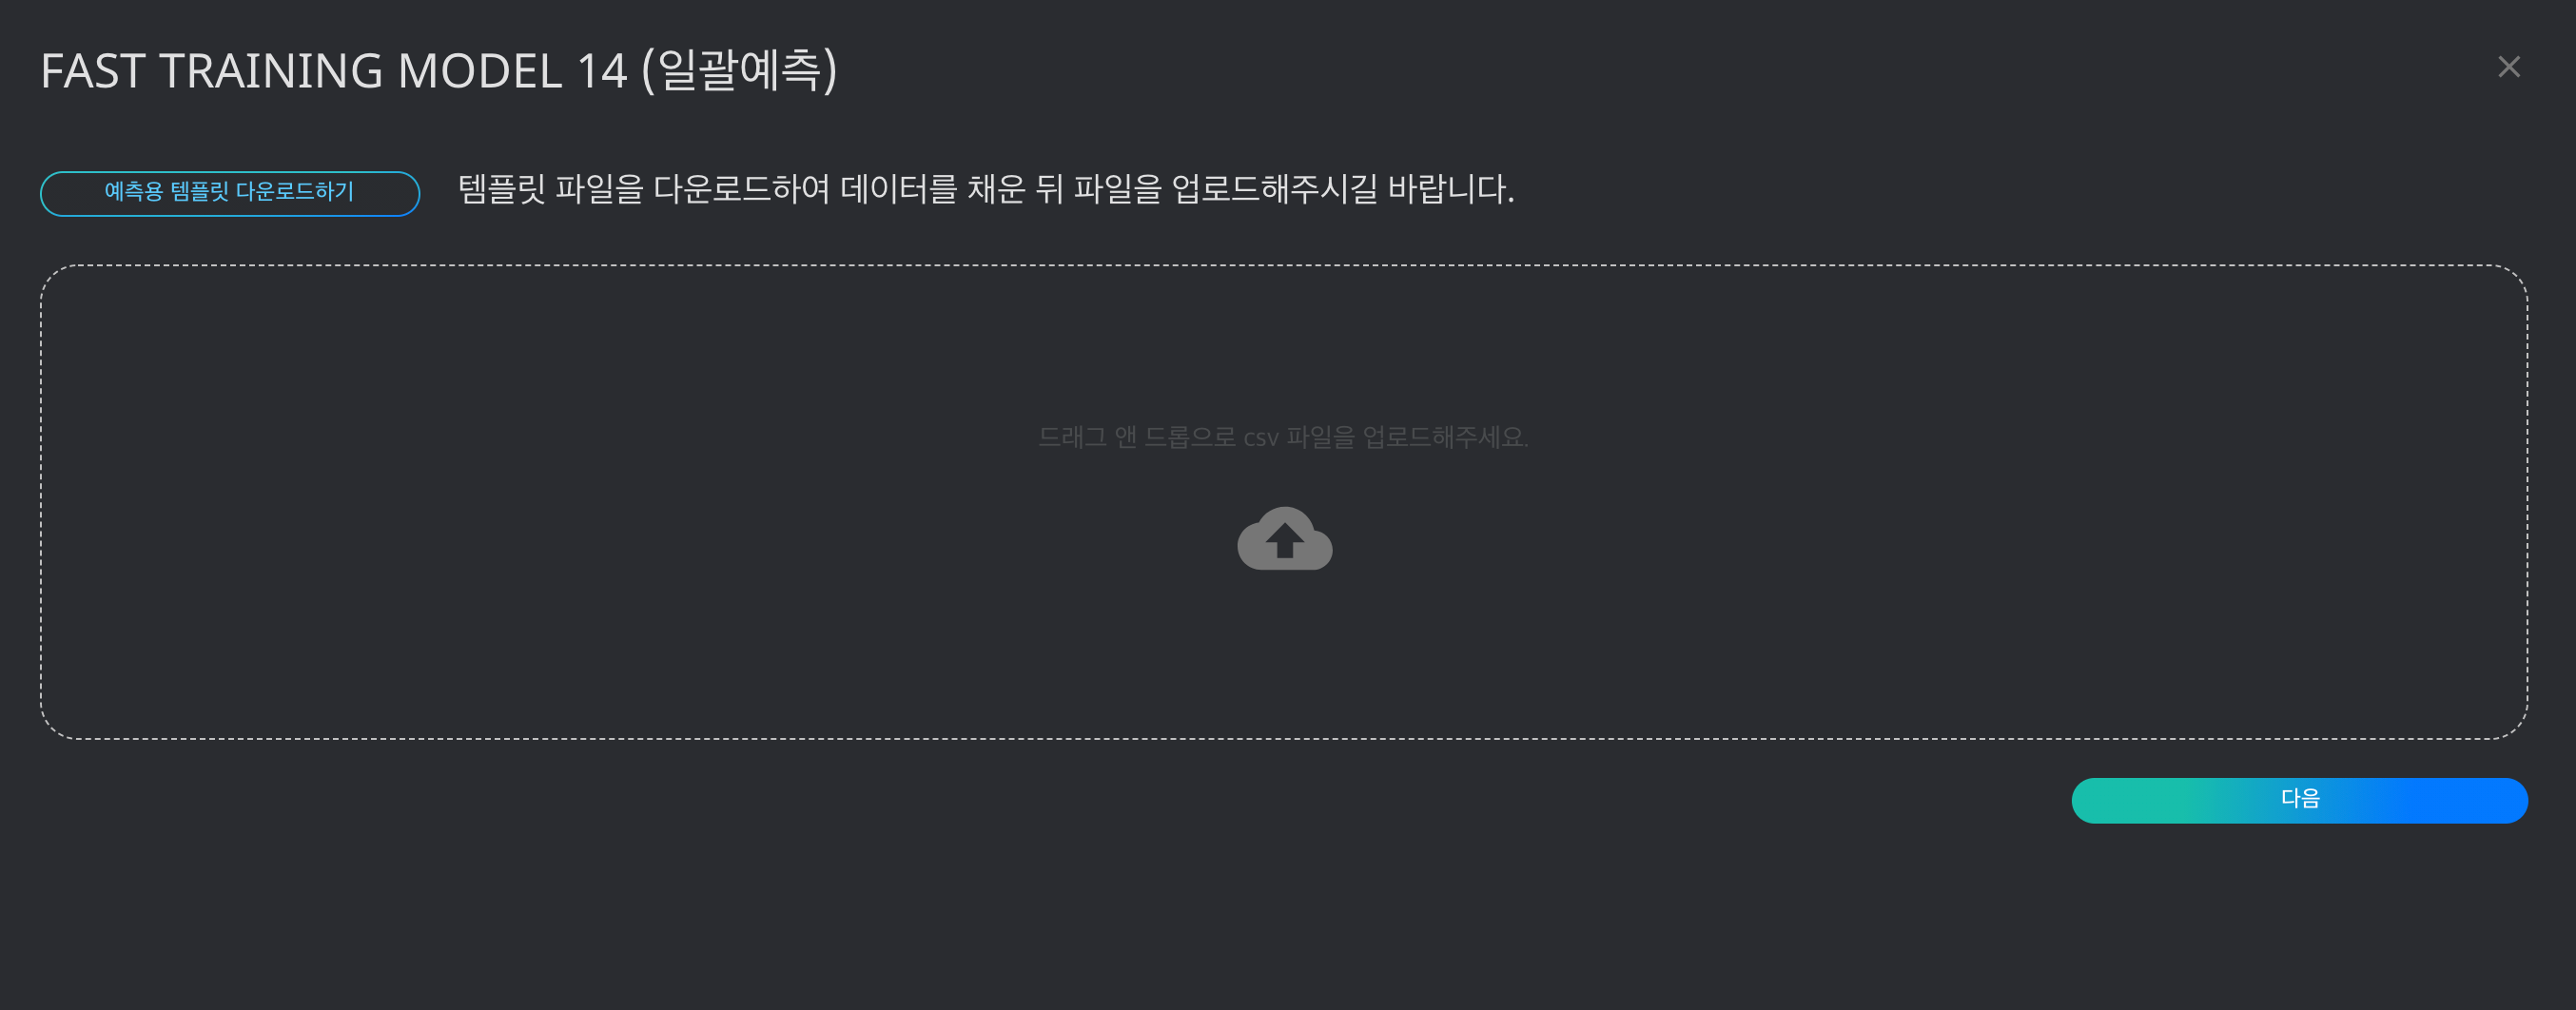 FAST TRAINING MODEL 14 (일괄예측)
예측용 템플릿 다운로드하기
템플릿 파일을 다운로드하여 데이터를 채운 뒤 파일을 업로드해주시길 바랍니다.
드래그 앤 드롭으로 csv 파일을 업로드해주세요.
다음